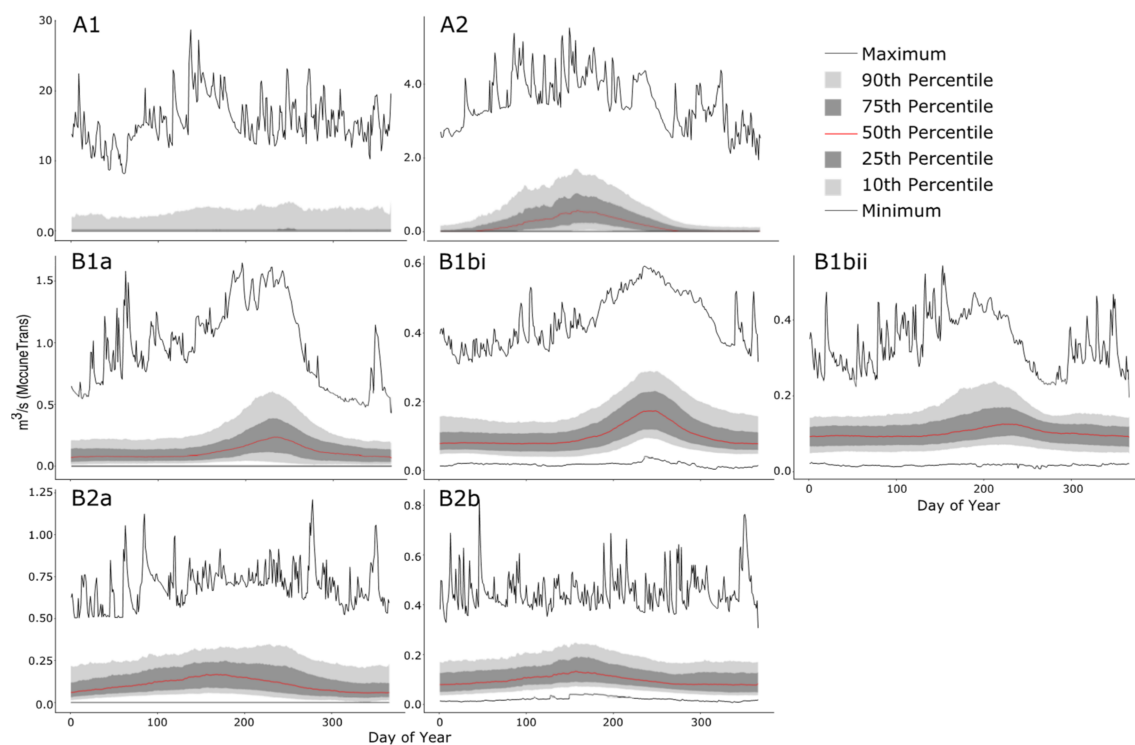 A1
30
20
10
0.0
A2
4.0
2.0
0.0
Maximum
90th Percentile
75th Percentile
50th Percentile
25th Percentile
10th Percentile
Minimum
m³/s (MccuneTrans)
B1a
1.5
1.0
0.5
0.0
B1bi
0.6
0.4
0.2
0.0
B1bii
0.4
0.2
0.0
0
100
200
300
Day of Year
B2a
1.25
1.00
0.75
0.50
0.25
0.0
0
100
200
300
B2b
0.8
0.6
0.4
0.2
0.0
0
100
200
300
Day of Year